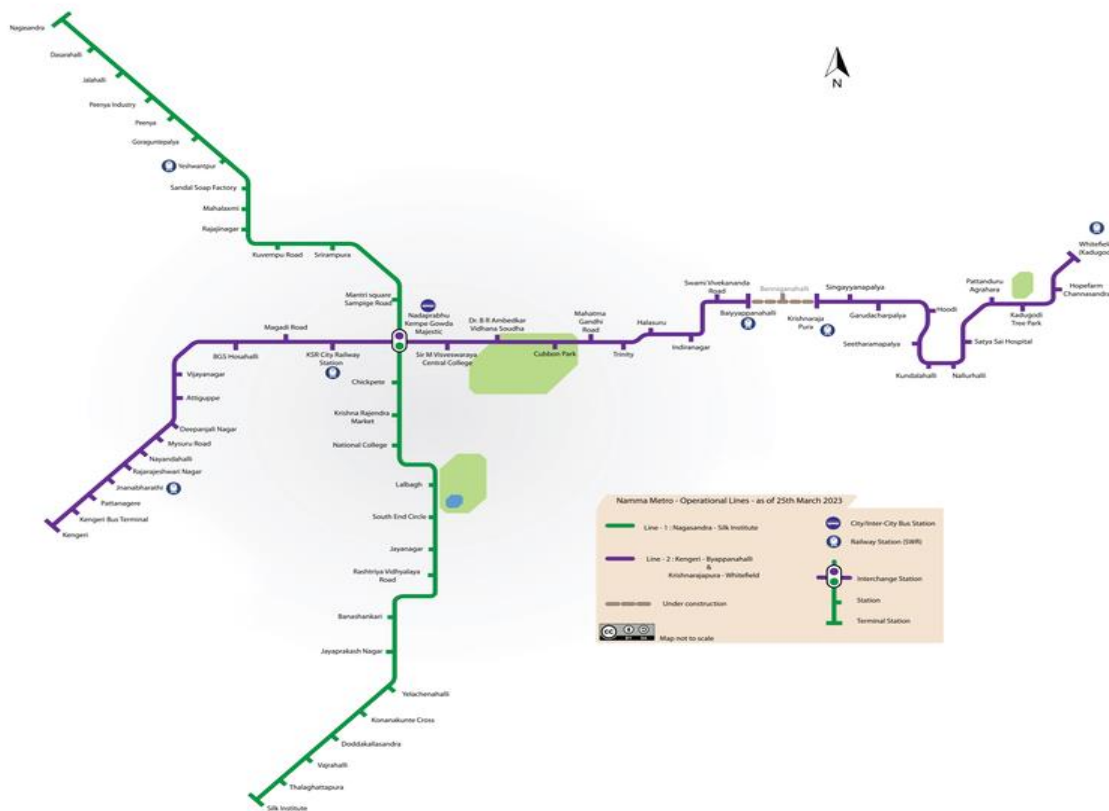 Nagasandra
Dasarahalli
Jalahalli
Peenya Industry
Peenya
Goraguntepalya
Yeshwantpur
Sandal Soap Factory
Mahalaxmi
Rajajinagar
Kuvempu Road
Srirampura
Mantri square
Sampige Road
Nadaprabhu
Kempe Gowda
Majestic
Magadi Road
BGS Hosahalli
KSR City Railway
Station
Vijayanagar
Attiguppe
Deepanjali Nagar
Mysuru Road
Nayandahalli
Rajarajeshwari Nagar
Jnanabharathi
Pattanagere
Kengeri Bus Terminal
Kengeri
Sir M Visveswaraya
Central College
Dr. B R Ambedkar
Vidhana Soudha
Cubbon Park
Mahatma
Gandhi
Road
Trinity
Halasuru
Indiranagar
Swami Vivekananda
Road
Baiyyappanahalli
Bennaganahalli
Krishnaraja
Pura
Singayyanapalya
Garudacharpalya
Hoodi
Seetharamapalya
Kundalahalli
Nallurhalli
Satya Sai Hospital
Pattanduru
Agrahara
Kadugodi
Tree Park
Hopefarm
Channasandra
Whitefield
(Kadugod
N
Chickpete
Krishna Rajendra
Market
National College
Lalbagh
South End Circle
Jayanagar
Rashtriya Vidhyalaya
Road
Banashankari
Jayaprakash Nagar
Yelachenahalli
Konanakunte Cross
Doddakallasandra
Vajrahalli
Thalaghattapura
Silk Institute
Namma Metro - Operational Lines - as of 25th March 2023
Line - 1 : Nagasandra - Silk Institute
Line - 2 : Kengeri - Byappanahalli
&
Krishnarajapura - Whitefield
Under construction
cc
Map not to scale
City/Inter-City Bus Station
Railway Station (SWR)
Interchange Station
Station
Terminal Station